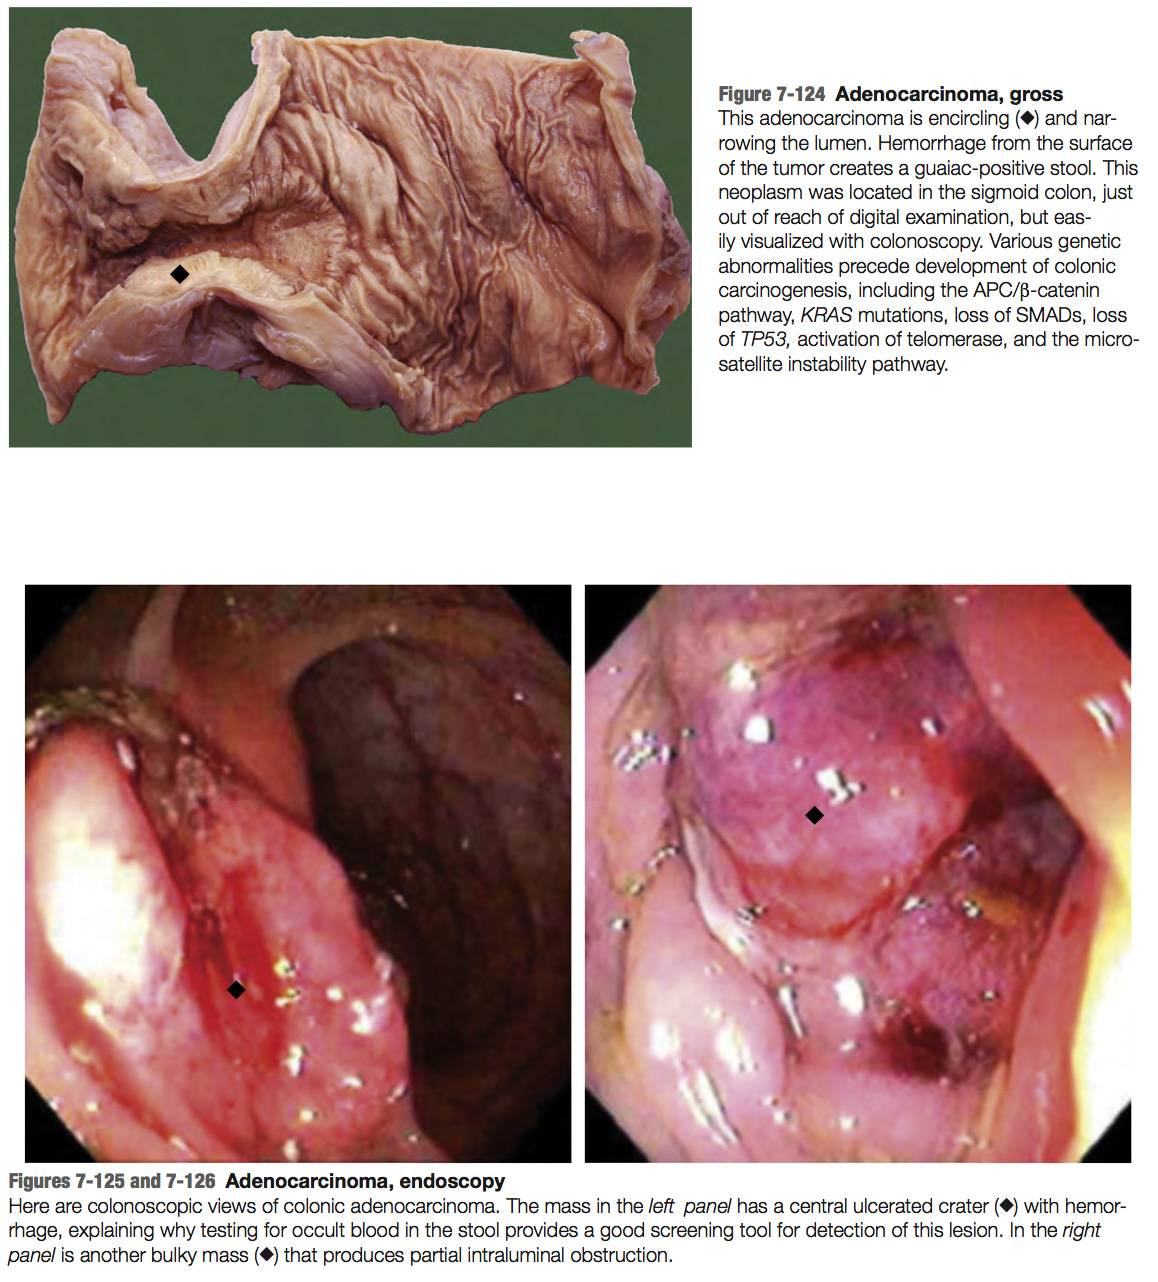 Figure 7-124 Adenocarcinoma, gross
This adenocarcinoma is encircling (◆) and nar-
rowing the lumen. Hemorrhage from the surface
of the tumor creates a guaiac-positive stool. This
neoplasm was located in the sigmoid colon, just
out of reach of digital examination, but eas-
ily visualized with colonoscopy. Various genetic
abnormalities precede development of colonic
carcinogenesis, including the APC/β-catenin
pathway, KRAS mutations, loss of SMADs, loss
of TP53, activation of telomerase, and the micro-
satellite instability pathway.
Figures 7-125 and 7-126 Adenocarcinoma, endoscopy
Here are colonoscopic views of colonic adenocarcinoma. The mass in the left panel has a central ulcerated crater (◆) with hemor-
rhage, explaining why testing for occult blood in the stool provides a good screening tool for detection of this lesion. In the right
panel is another bulky mass (◆) that produces partial intraluminal obstruction.